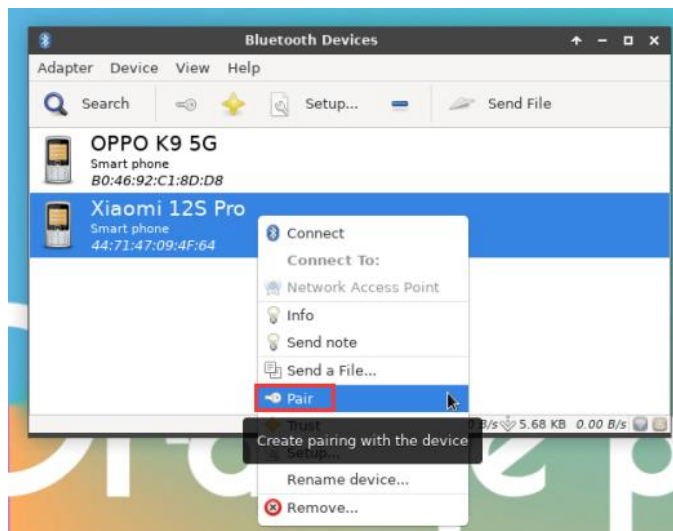 Bluetooth Devices
Adapter Device View Help
Search Setup... Send File
OPPO K9 5G
Smart phone
B0:46:92:C1:8D:D8
Xiaomi 12S Pro
Smart phone
44:71:47:09:4F:64
Connect
Connect To:
Network Access Point
Info
Send note
Send a File...
Pair
Trust
B/s 5.68 KB 0.00 B/s
Create pairing with the device
Setup...
Rename device...
Remove...